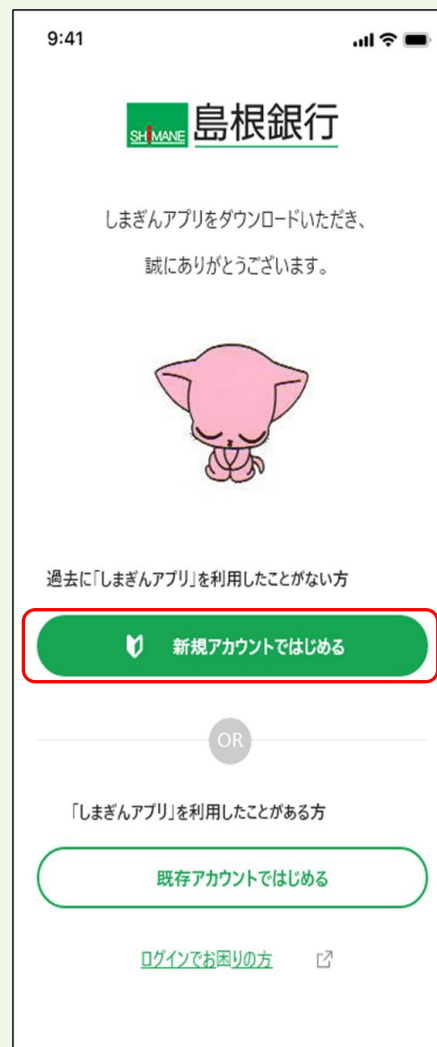 9:41
SHIMANE 島根銀行
しまぎんアプリをダウンロードいただき、
誠にありがとうございます。
過去に「しまぎんアプリ」を利用したことがない方
新規アカウントではじめる
OR
「しまぎんアプリ」を利用したことがある方
既存アカウントではじめる
ログインでお困りの方